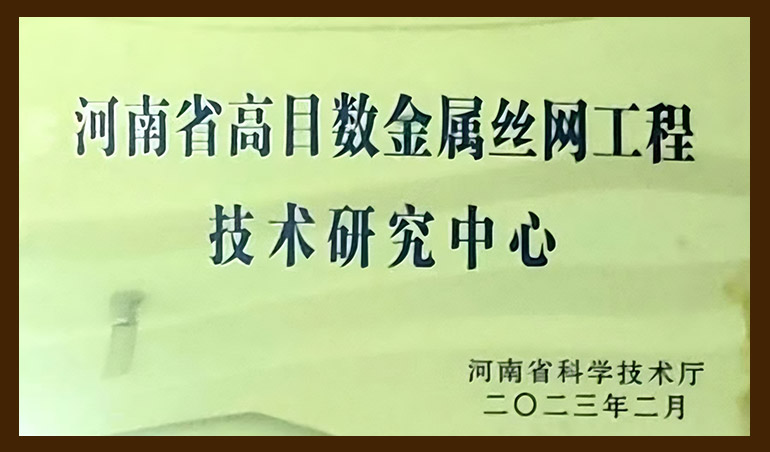 河南省高目数金属丝网工程
技术研究中心
河南省科学技术厅
二〇二三年二月